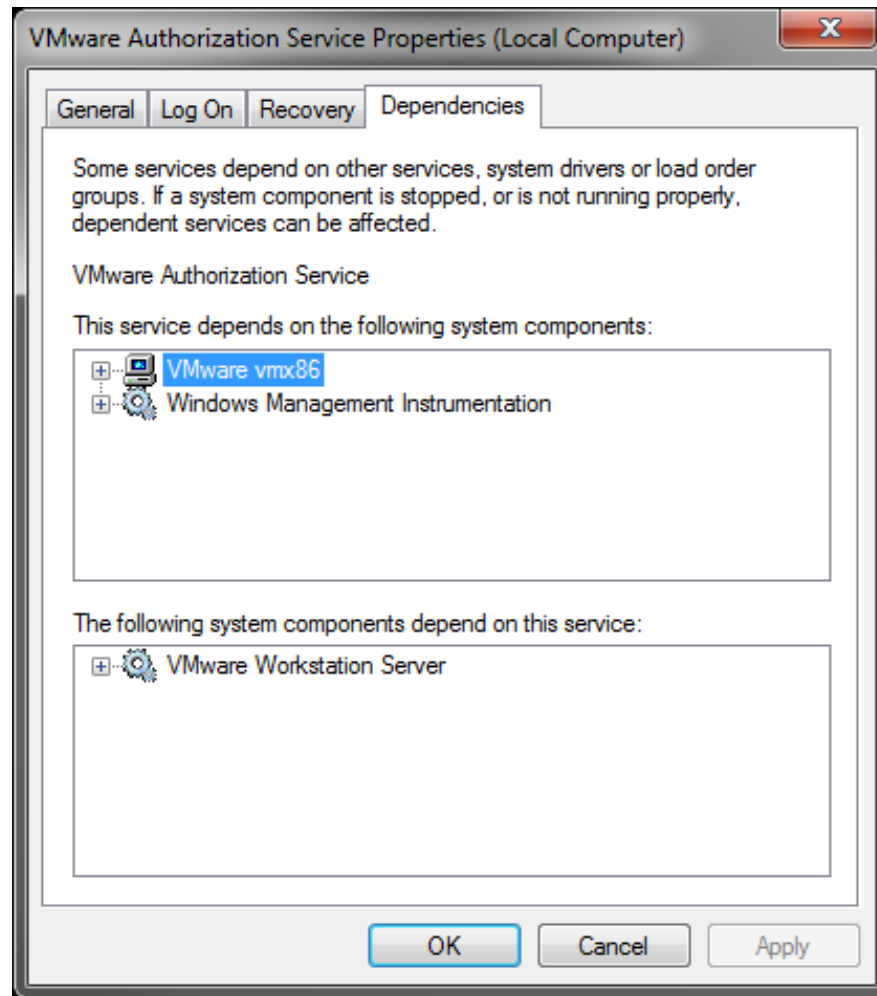 VMware Authorization Service Properties (Local Computer)
General Log On Recovery Dependencies
Some services depend on other services, system drivers or load order
groups. If a system component is stopped, or is not running properly,
dependent services can be affected.
VMware Authorization Service
This service depends on the following system components:
VMware vmx86
Windows Management Instrumentation
The following system components depend on this service:
VMware Workstation Server
OK Cancel Apply